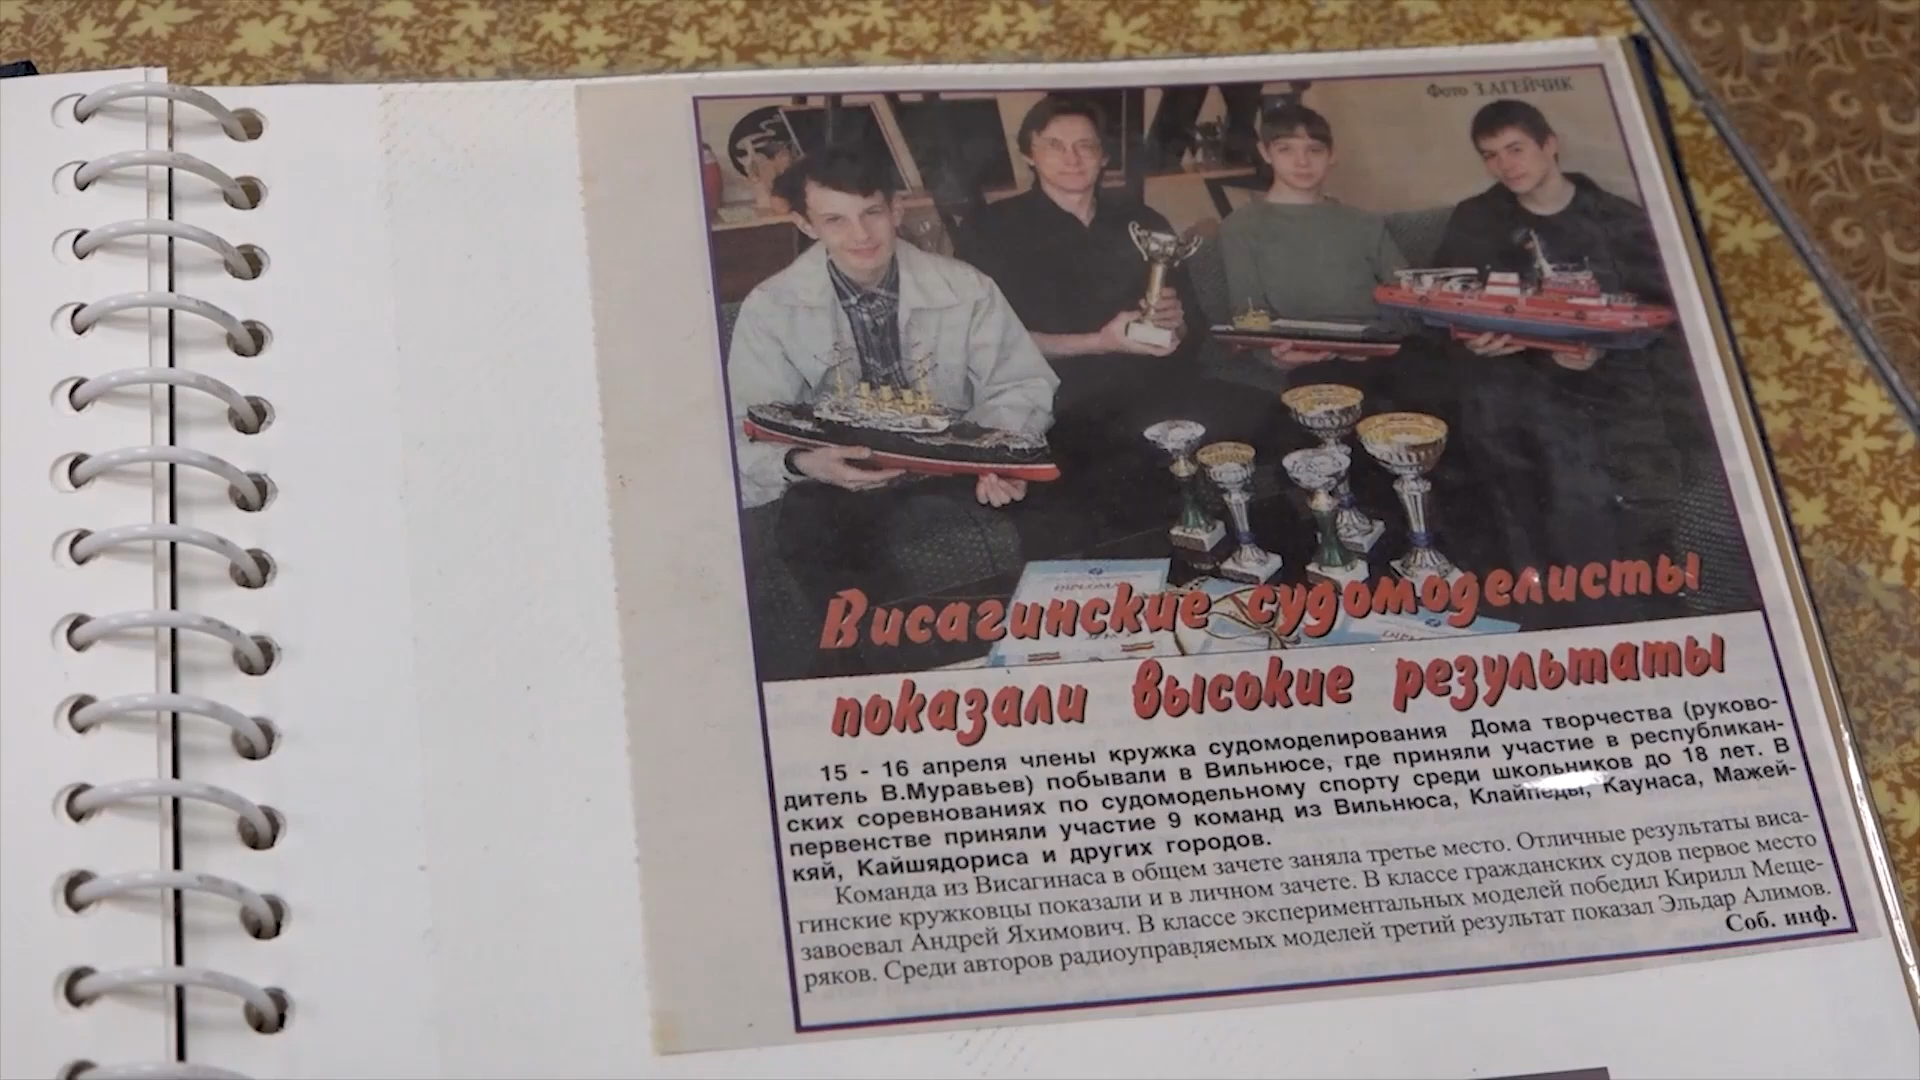 Фото З.АГЕЙЧИК
DIPLOMA
Висагинские судомоделисты
показали высокие результаты
15 - 16 апреля члены кружка судомоделирования Дома творчества (руково-
дитель В.Муравьев) побывали в Вильнюсе, где приняли участие в республикан-
ских соревнованиях по судомодельному спорту среди школьников до 18 лет. В
первенстве приняли участие 9 команд из Вильнюса, Клайпеды, Каунаса, Мажей-
кяй, Кайшядориса и других городов.
Команда из Висагинаса в общем зачете заняла третье место. Отличные результаты виса-
гинские кружковцы показали и в личном зачете. В классе гражданских судов первое место
завоевал Андрей Яхимович. В классе экспериментальных моделей победил Кирилл Меще-
ряков. Среди авторов радиоуправляемых моделей третий результат показал Эльдар Алимов.
Соб. инф.